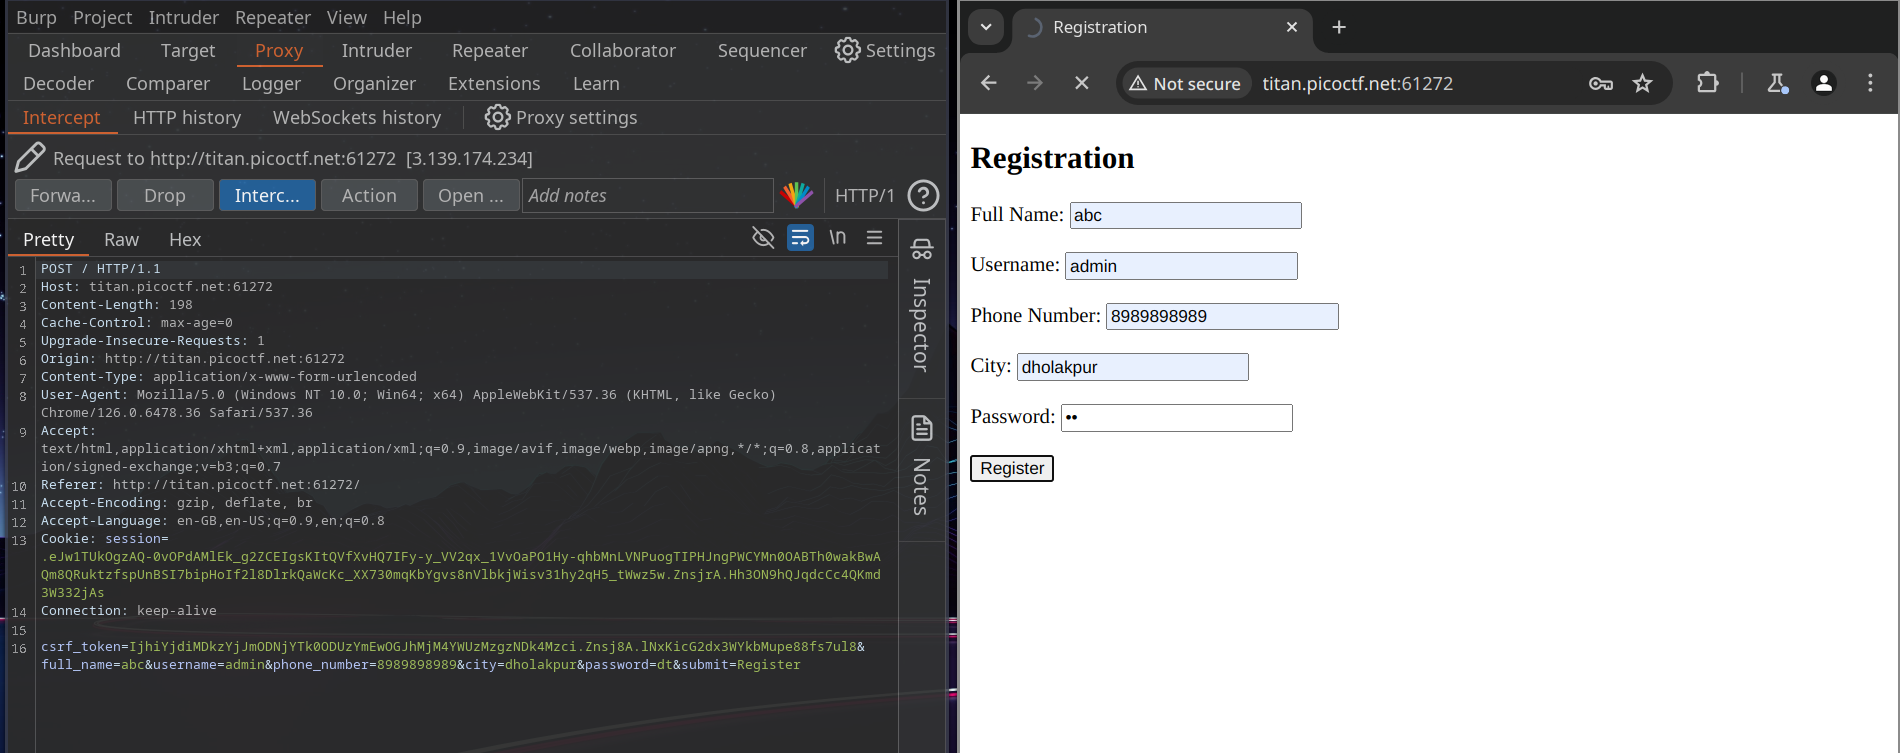 Burp Project Intruder Repeater View Help
Dashboard Target Proxy Intruder Repeater Collaborator Sequencer Settings
Decoder Comparer Logger Organizer Extensions Learn
Intercept HTTP history WebSockets history Proxy settings
Request to http://titan.picoctf.net:61272 [3.139.174.234]
Forwa... Drop Interc... Action Open ... Add notes HTTP/1 ?
Pretty Raw Hex \n
1 POST / HTTP/1.1
2 Host: titan.picoctf.net:61272
3 Content-Length: 198
4 Cache-Control: max-age=0
5 Upgrade-Insecure-Requests: 1
6 Origin: http://titan.picoctf.net:61272
7 Content-Type: application/x-www-form-urlencoded
8 User-Agent: Mozilla/5.0 (Windows NT 10.0; Win64; x64) AppleWebKit/537.36 (KHTML, like Gecko)
Chrome/126.0.6478.36 Safari/537.36
9 Accept:
text/html,application/xhtml+xml,application/xml;q=0.9,image/avif,image/webp,image/apng,*/*;q=0.8,applicat
ion/signed-exchange;v=b3;q=0.7
10 Referer: http://titan.picoctf.net:61272/
11 Accept-Encoding: gzip, deflate, br
12 Accept-Language: en-GB,en-US;q=0.9,en;q=0.8
13 Cookie: session=
.eJw1TUkOgzAQ-0vOPdAMlEk_g2ZCEIgsKItQVfXvHQ7IFy-y_VV2qx_1VvOaPO1Hy-qhbMnLVNPuogTIPHJngPWCYMn0OABTh0wakBwA
Qm8QRuktzfspUnBSI7bipHoIf2l8DlrkQaWcKc_XX730mqKbYgvs8nVlbkjWisv31hy2qH5_tWwz5w.ZnsjrA.Hh3ON9hQJqdcCc4QKmd
3W332jAs
14 Connection: keep-alive
15
16 csrf_token=IjhiYjdiMDkzYjJmODNjYTk0ODUzYmEwOGJhMjM4YWUzMzgzNDk4Mzci.Znsj8A.lNxKicG2dx3WYkbMupe88fs7ul8&
full_name=abc&username=admin&phone_number=8989898989&city=dholakpur&password=dt&submit=Register
Inspector
Notes
Registration
Not secure titan.picoctf.net:61272
Registration
Full Name: abc
Username: admin
Phone Number: 8989898989
City: dholakpur
Password: ••
Register